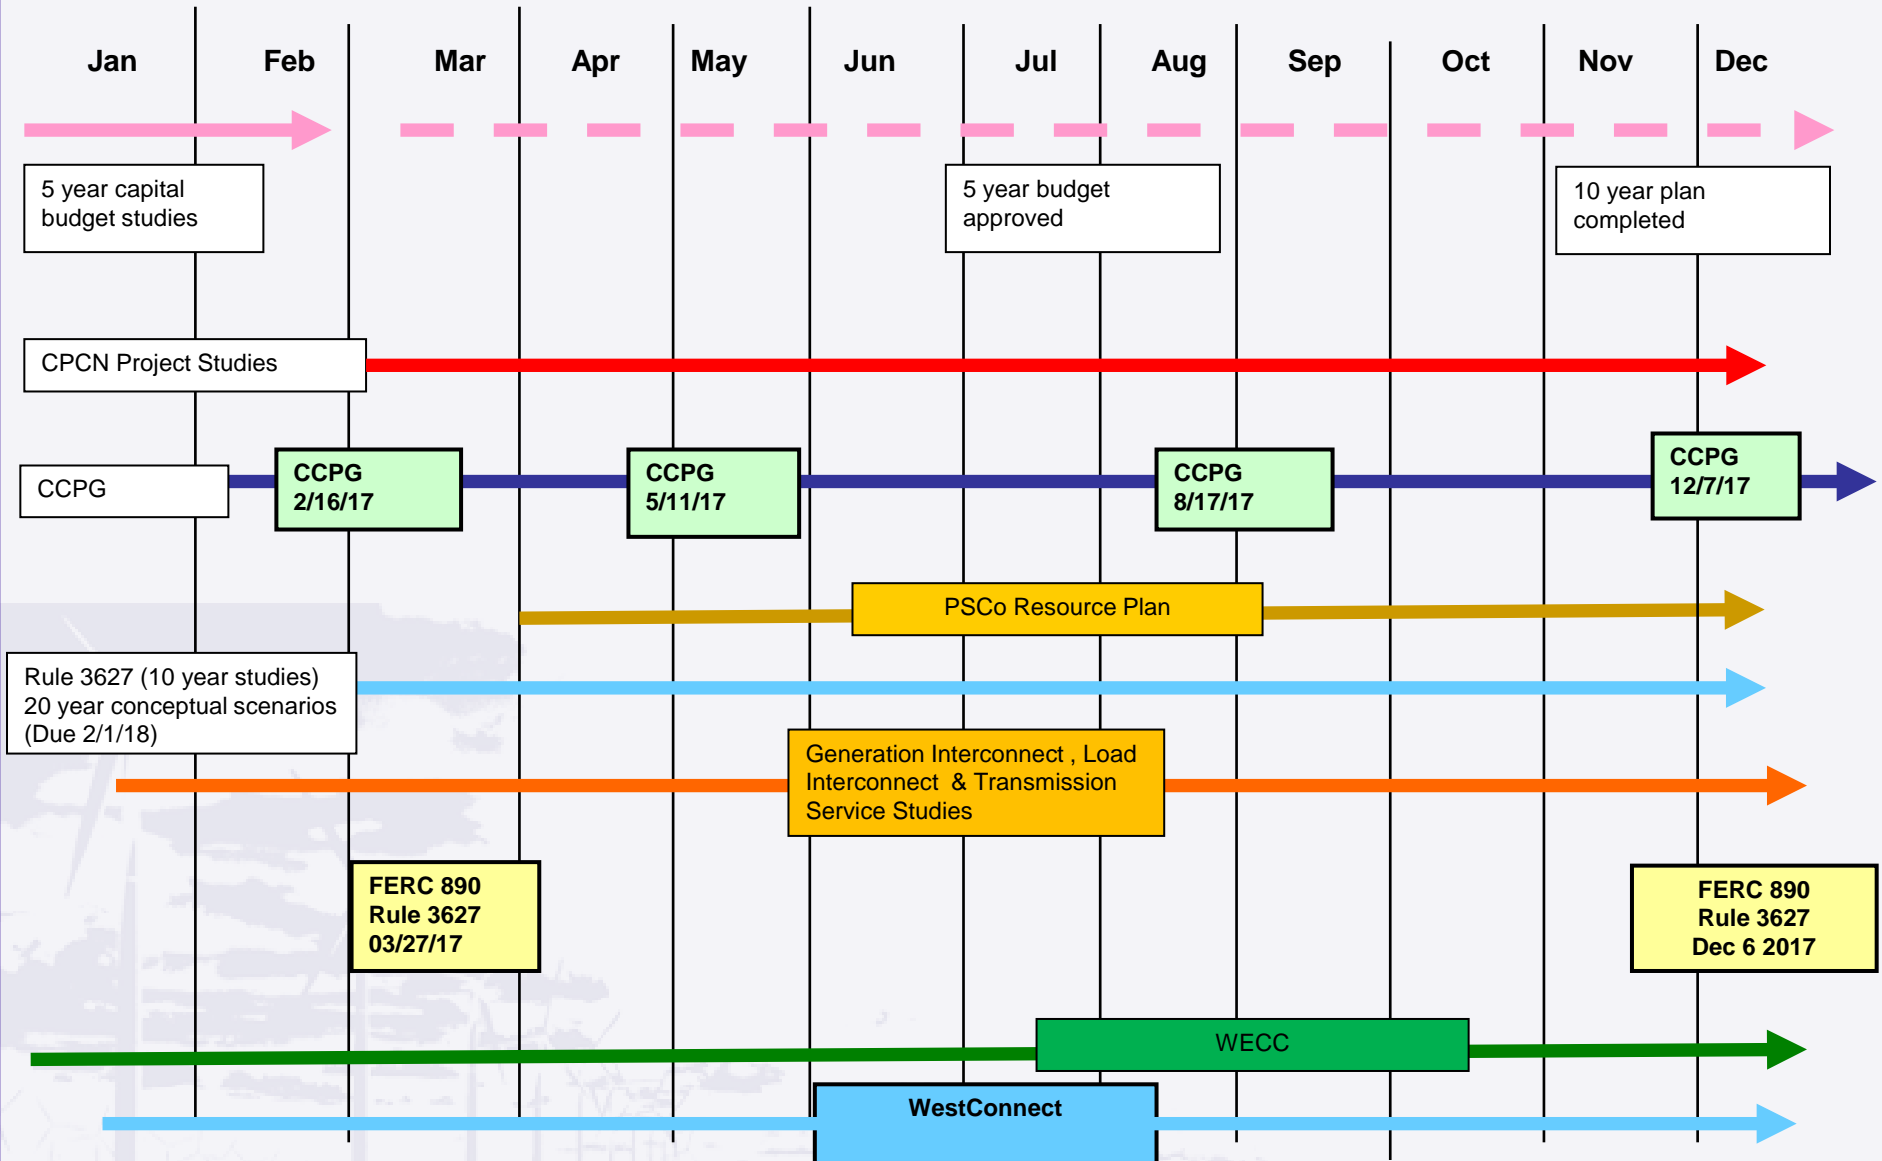 Jan Feb Mar Apr May Jun Jul Aug Sep Oct Nov Dec
5 year capital
budget studies
5 year budget
approved
10 year plan
completed
CPCN Project Studies
CCPG
CCPG
2/16/17
CCPG
5/11/17
CCPG
8/17/17
CCPG
12/7/17
PSCo Resource Plan
Rule 3627 (10 year studies)
20 year conceptual scenarios
(Due 2/1/18)
Generation Interconnect , Load
Interconnect & Transmission
Service Studies
FERC 890
Rule 3627
03/27/17
FERC 890
Rule 3627
Dec 6 2017
WECC
WestConnect